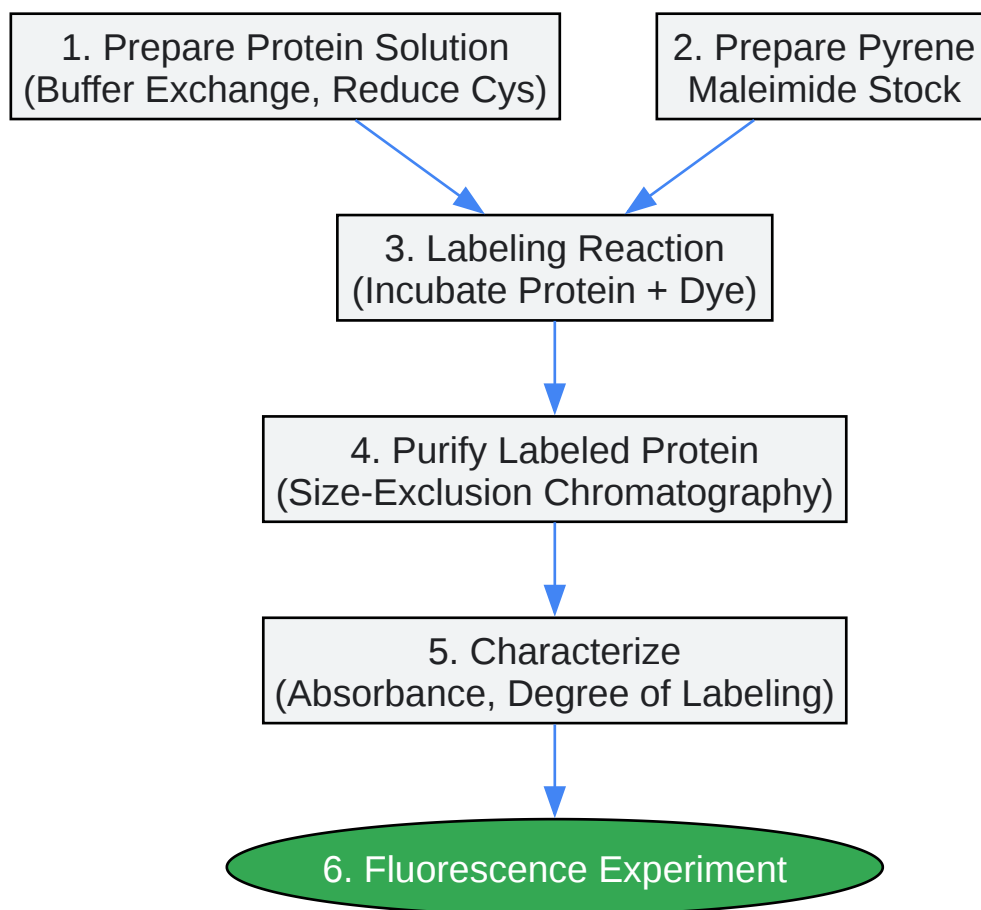 1. Prepare Protein Solution
(Buffer Exchange, Reduce Cys)
2. Prepare Pyrene
Maleimide Stock
3. Labeling Reaction
(Incubate Protein + Dye)
4. Purify Labeled Protein
(Size-Exclusion Chromatography)
5. Characterize
(Absorbance, Degree of Labeling)
6. Fluorescence Experiment